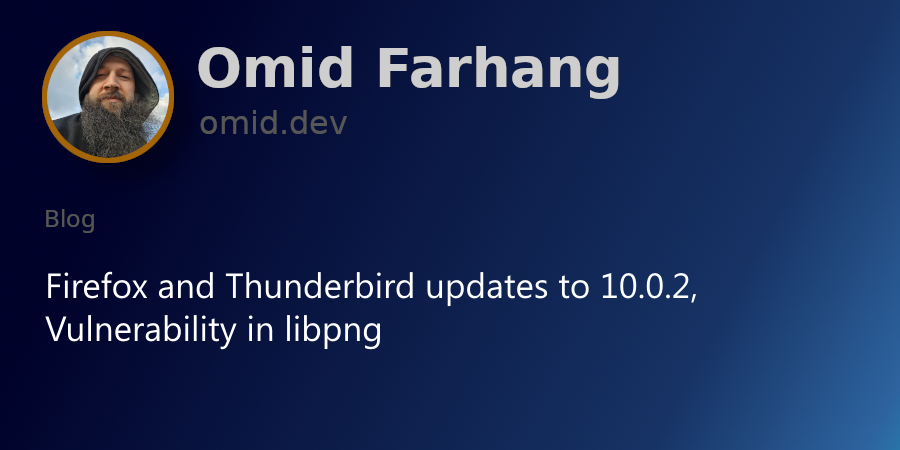 Omid Farhang
omid.dev
Blog
Firefox and Thunderbird updates to 10.0.2,
Vulnerability in libpng